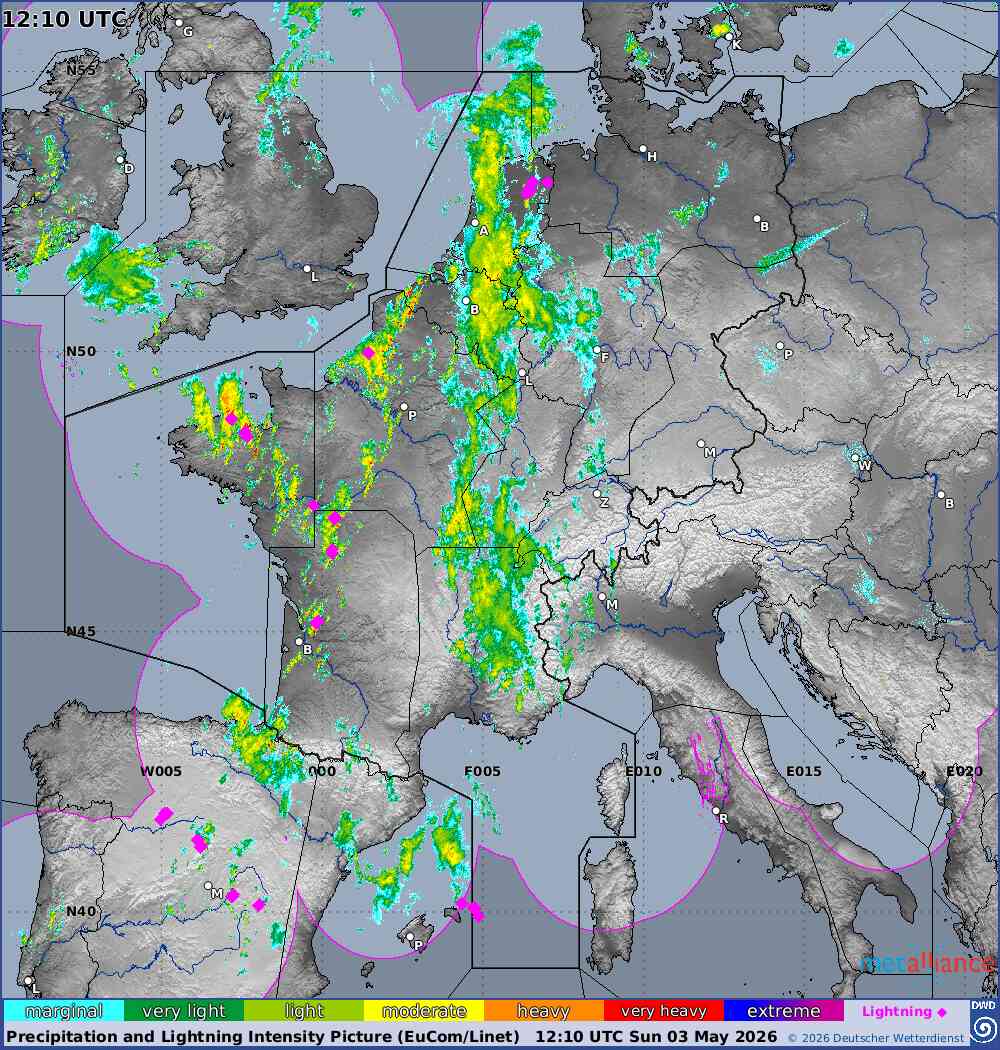 12:10 UTC
G
K
N55
D
H
A
B
L
B
N50
P
F
L
P
M
W
B
Z
M
N45
B
W005
000
E005
E010
E015
E020
R
M
N40
P
L
metalliance
marginal very light light moderate heavy very heavy extreme Lightning
DWD
Precipitation and Lightning Intensity Picture (EuCom/Linet) 12:10 UTC Sun 03 May 2026 © 2026 Deutscher Wetterdienst